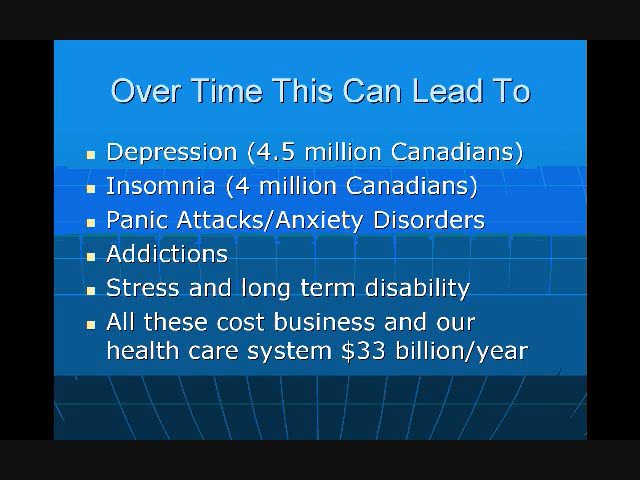 Over Time This Can Lead To
Depression (4.5 million Canadians)
Insomnia (4 million Canadians)
Panic Attacks/Anxiety Disorders
Addictions
Stress and long term disability
All these cost business and our
health care system $33 billion/year